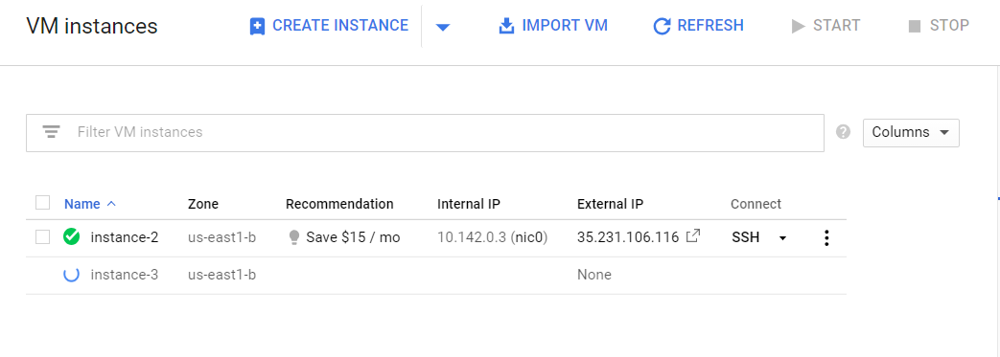 VM instances CREATE INSTANCE IMPORT VM REFRESH START STOP
Filter VM instances ? Columns
Name Zone Recommendation Internal IP External IP Connect
instance-2 us-east1-b Save $15 / mo 10.142.0.3 (nic0) 35.231.106.116 SSH
instance-3 us-east1-b None